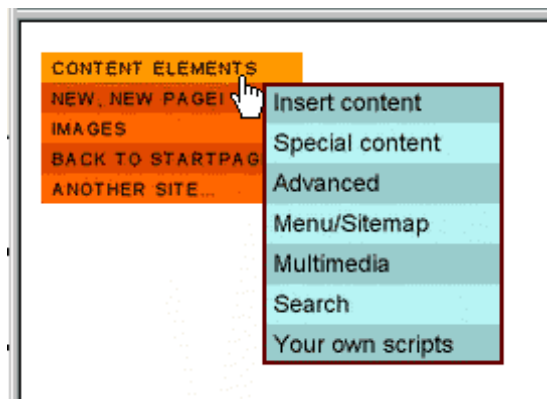 CONTENT ELEMENTS
NEW, NEW PAGE!
IMAGES
BACK TO STARTPAG
ANOTHER SITE...
Insert content
Special content
Advanced
Menu/Sitemap
Multimedia
Search
Your own scripts